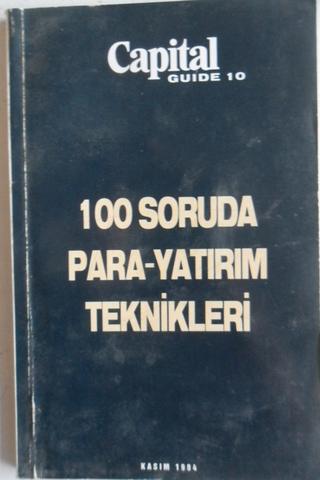 Capital
GUIDE 10
100 SORUDA
PARA-YATIRIM
TEKNİKLERİ
KASIM 1994